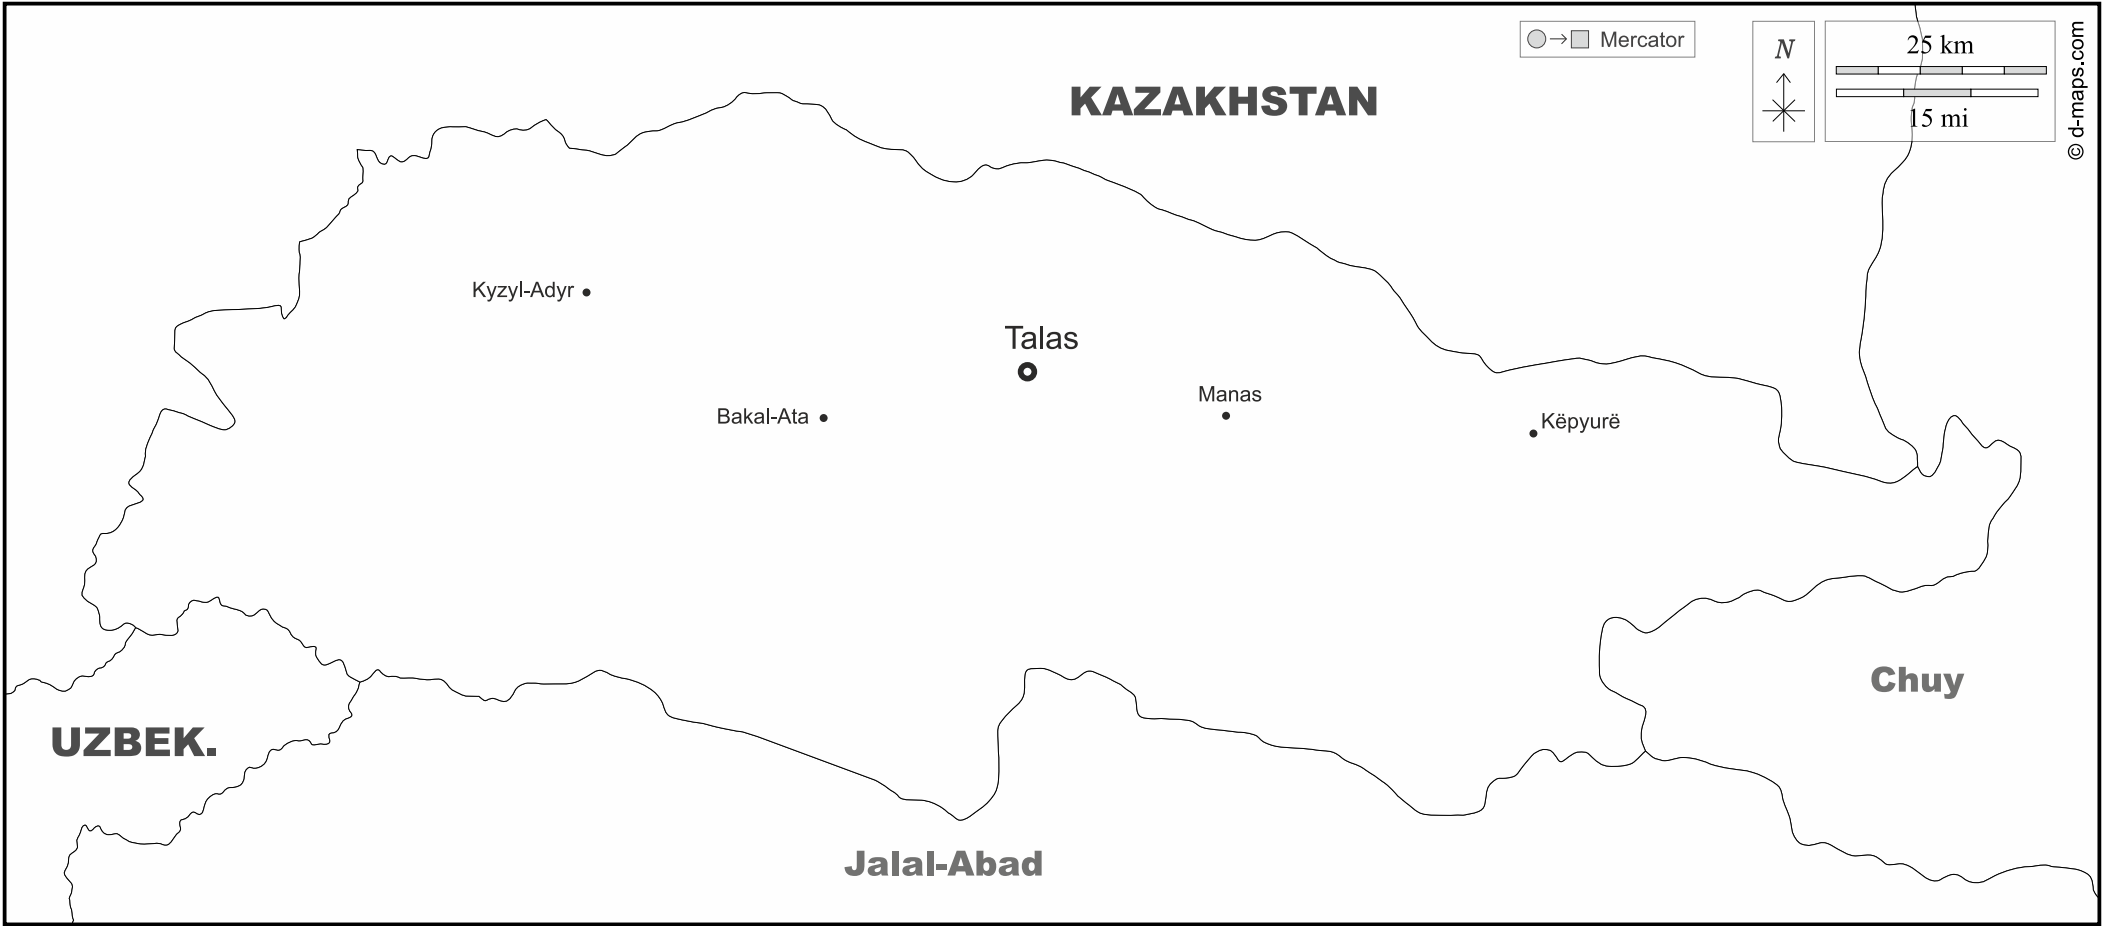 Mercator
N
25 km
15 mi
© d-maps.com
KAZAKHSTAN
Kyzyl-Adyr
Talas
Manas
Bakal-Ata
Këpyurë
Chuy
UZBEK.
Jalal-Abad